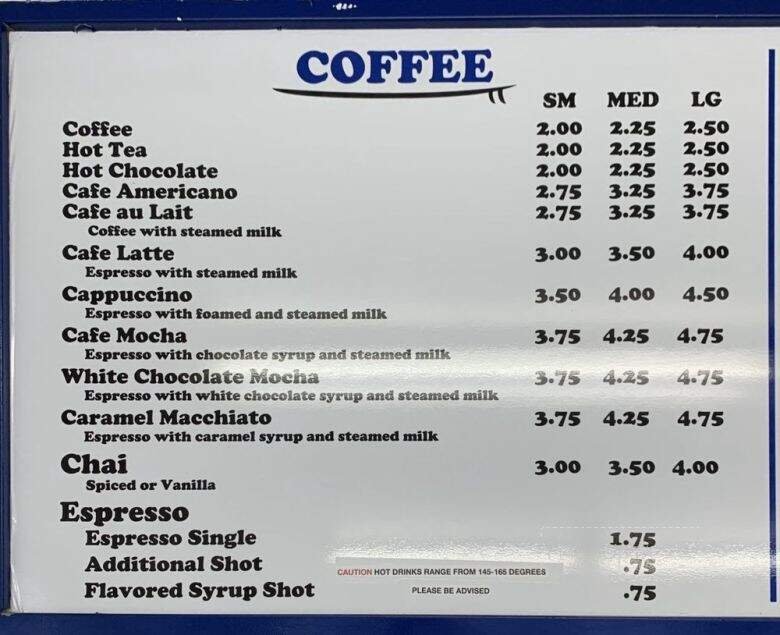 COFFEE
SM MED LG
Coffee 2.00 2.25 2.50
Hot Tea 2.00 2.25 2.50
Hot Chocolate 2.00 2.25 2.50
Cafe Americano 2.75 3.25 3.75
Cafe au Lait 2.75 3.25 3.75
Coffee with steamed milk
Cafe Latte 3.00 3.50 4.00
Espresso with steamed milk
Cappuccino 3.50 4.00 4.50
Espresso with foamed and steamed milk
Cafe Mocha 3.75 4.25 4.75
Espresso with chocolate syrup and steamed milk
White Chocolate Mocha 3.75 4.25 4.75
Espresso with white chocolate syrup and steamed milk
Caramel Macchiato 3.75 4.25 4.75
Espresso with caramel syrup and steamed milk
Chai 3.00 3.50 4.00
Spiced or Vanilla
Espresso
Espresso Single 1.75
Additional Shot .75
CAUTION HOT DRINKS RANGE FROM 145-165 DEGREES
Flavored Syrup Shot .75
PLEASE BE ADVISED